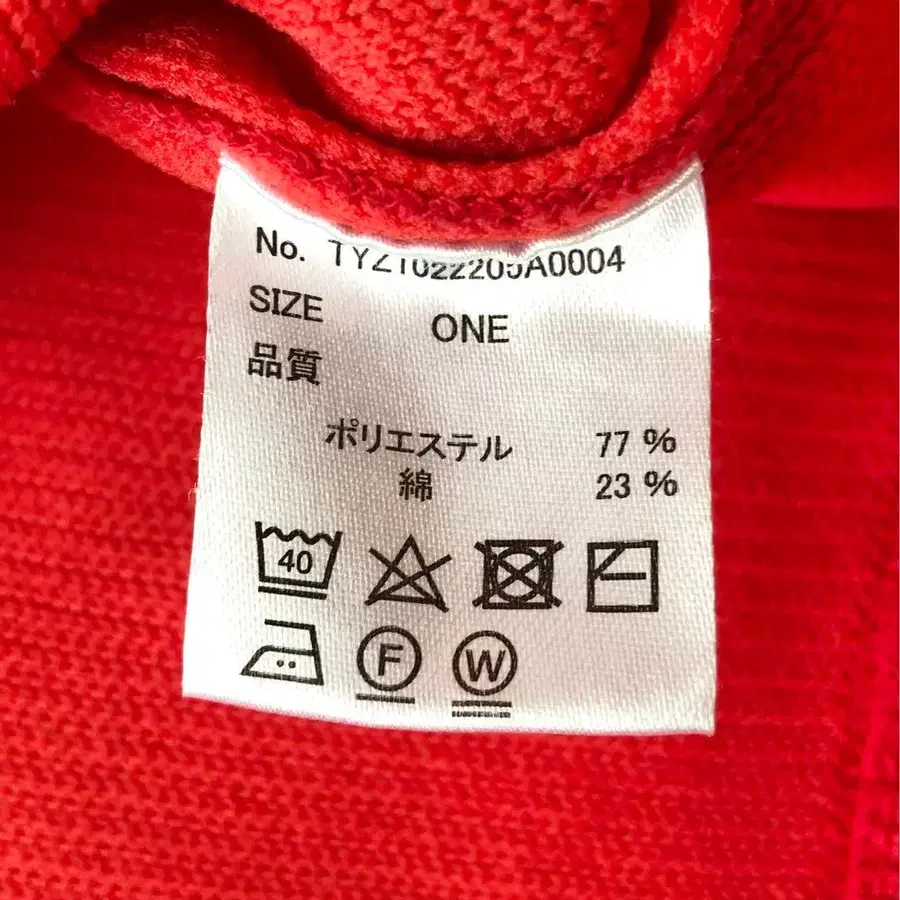 No. TYZ1022205A0004
SIZE ONE
品質
ポリエステル 77 %
綿 23 %
40
F W